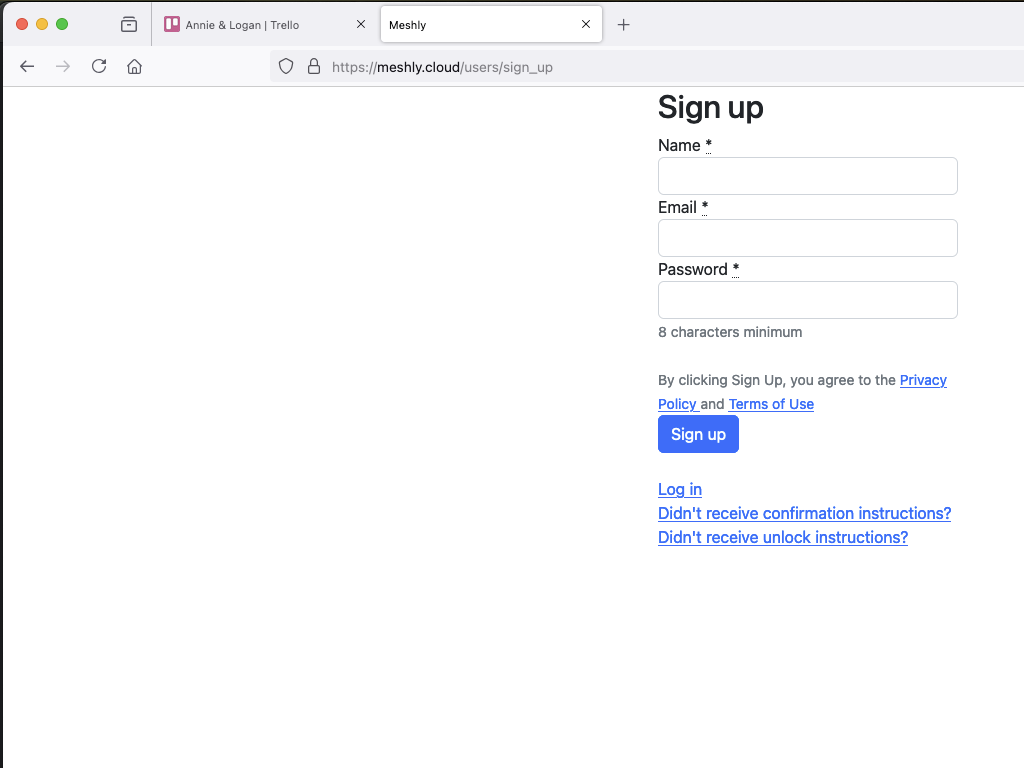 Annie & Logan | Trello
Meshly
https://meshly.cloud/users/sign_up
Sign up
Name *
Email *
Password *
8 characters minimum
By clicking Sign Up, you agree to the Privacy
Policy and Terms of Use
Sign up
Log in
Didn't receive confirmation instructions?
Didn't receive unlock instructions?